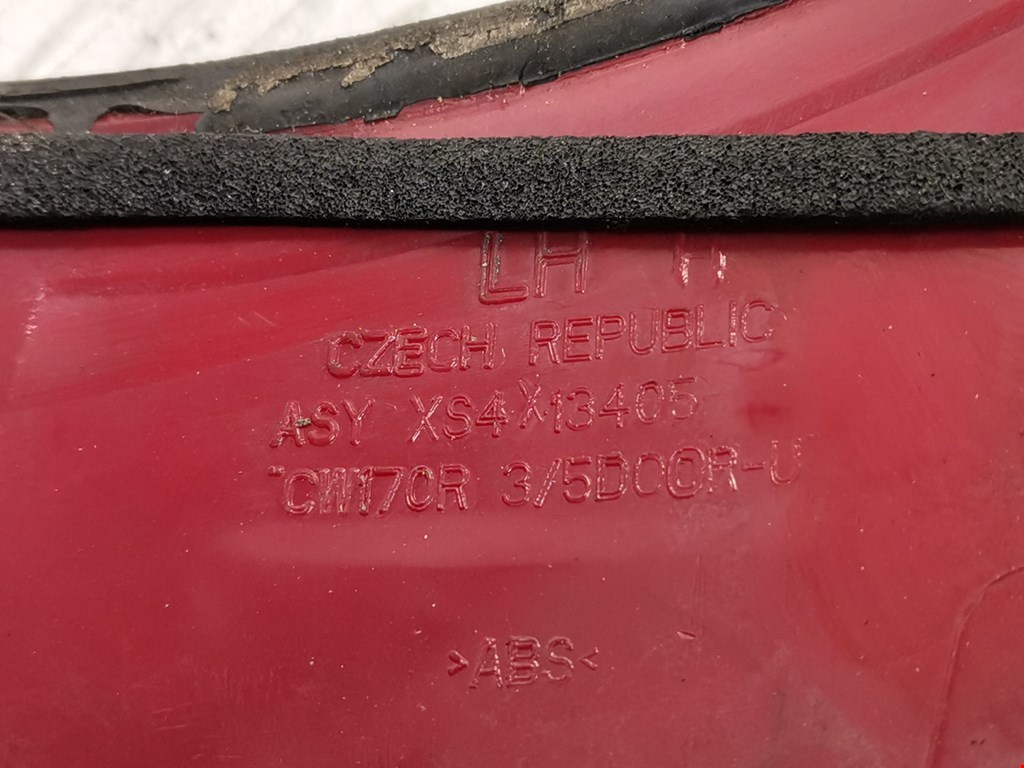 LH
CZECH REPUBLIC
ASY XS4X13405
CW170R 3/5DOOR-U
>ABS<